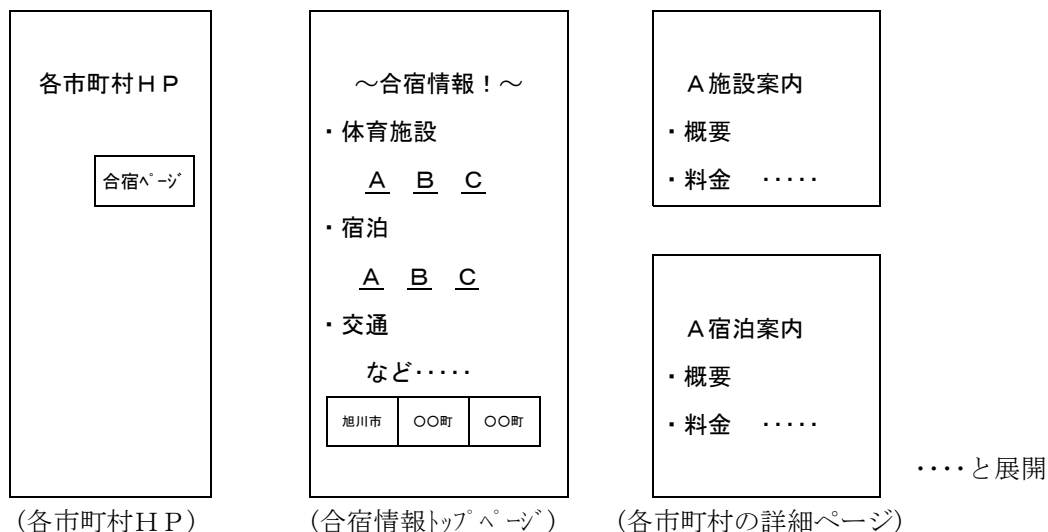 各市町村ＨＰ
合宿ﾍﾟｰｼﾞ
（各市町村ＨＰ）
～合宿情報！～
・体育施設
Ａ Ｂ Ｃ
・宿泊
Ａ Ｂ Ｃ
・交通
など・・・・・
旭川市 〇〇町 〇〇町
（合宿情報ﾄｯﾌﾟﾍﾟｰｼﾞ）
Ａ施設案内
・概要
・料金 ・・・・・
Ａ宿泊案内
・概要
・料金 ・・・・・
（各市町村の詳細ページ）
・・・・と展開